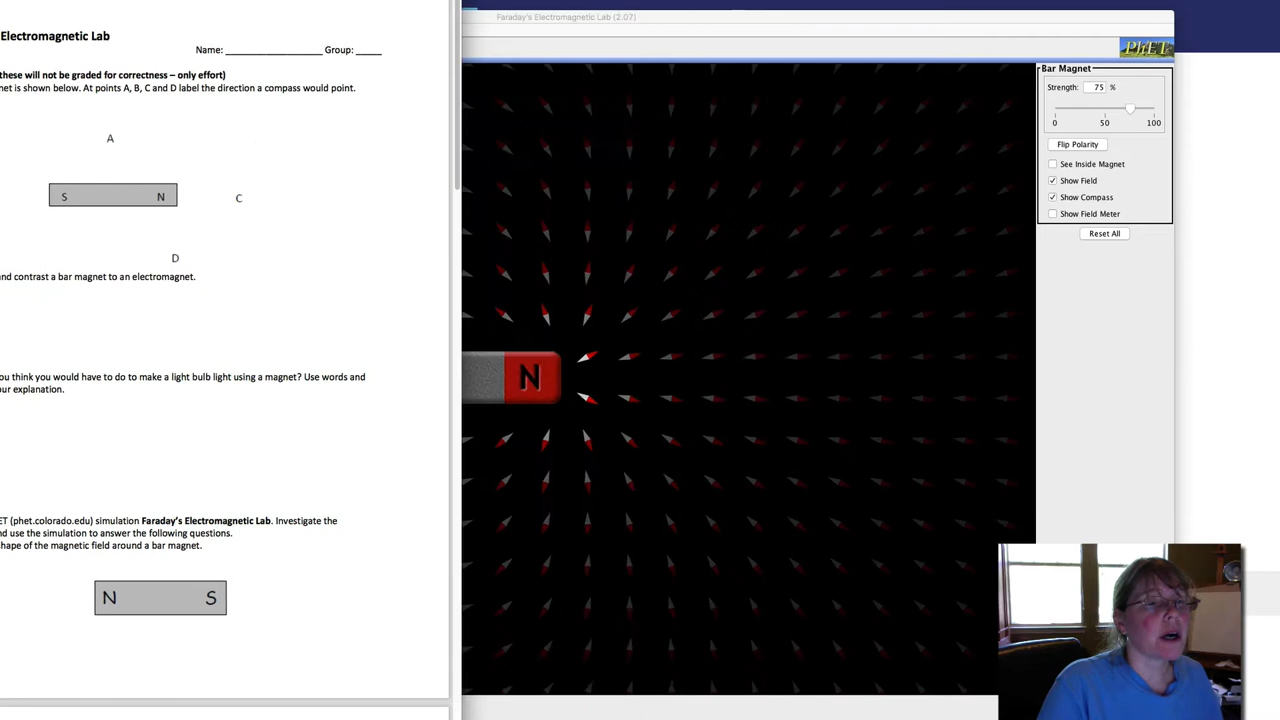 Electromagnetic Lab
Name: ____________________ Group: _____
these will not be graded for correctness – only effort)
net is shown below. At points A, B, C and D label the direction a compass would point.
A
S N
C
D
and contrast a bar magnet to an electromagnet.
ou think you would have to do to make a light bulb light using a magnet? Use words and
our explanation.
ET (phet.colorado.edu) simulation Faraday's Electromagnetic Lab. Investigate the
nd use the simulation to answer the following questions.
hape of the magnetic field around a bar magnet.
N S
Faraday's Electromagnetic Lab (2.07)
PhET
N
Bar Magnet
Strength: 75 %
0 50 100
Flip Polarity
See Inside Magnet
Show Field
Show Compass
Show Field Meter
Reset All